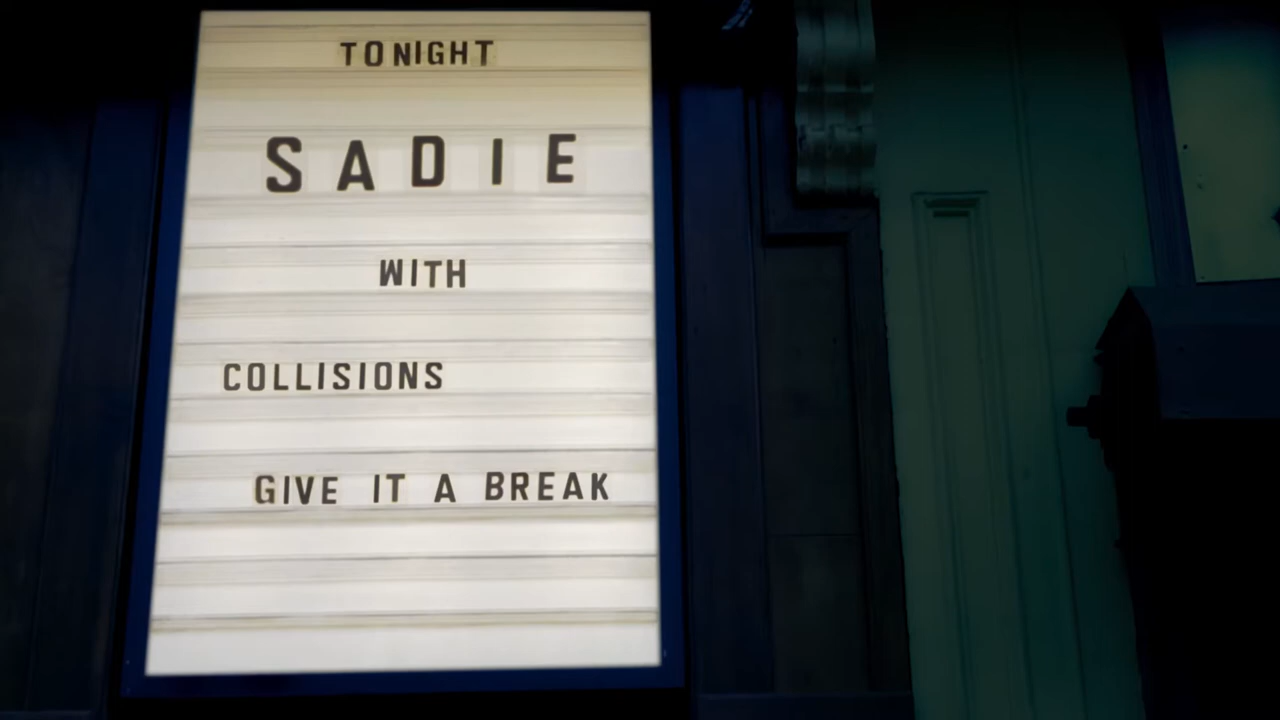 TONIGHT
SADIE
WITH
COLLISIONS
GIVE IT A BREAK